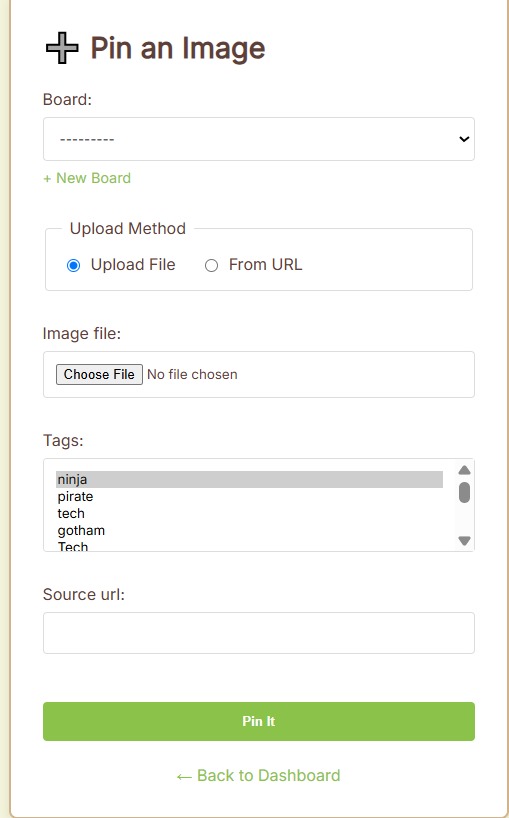 Pin an Image
Board:
---------
+ New Board
Upload Method
Upload File From URL
Image file:
Choose File No file chosen
Tags:
ninja
pirate
tech
gotham
Tech
Source url:
Pin It
← Back to Dashboard